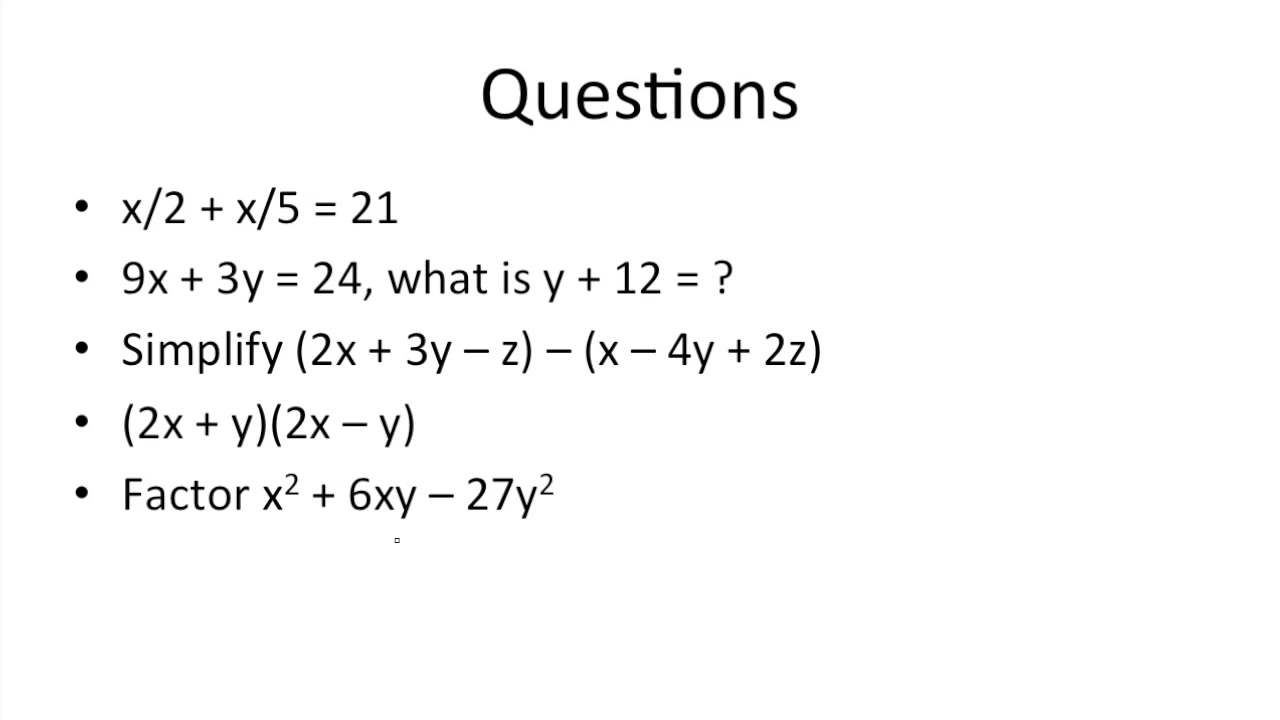 Questions
• x/2 + x/5 = 21
• 9x + 3y = 24, what is y + 12 = ?
• Simplify (2x + 3y – z) – (x – 4y + 2z)
• (2x + y)(2x – y)
• Factor x² + 6xy – 27y²